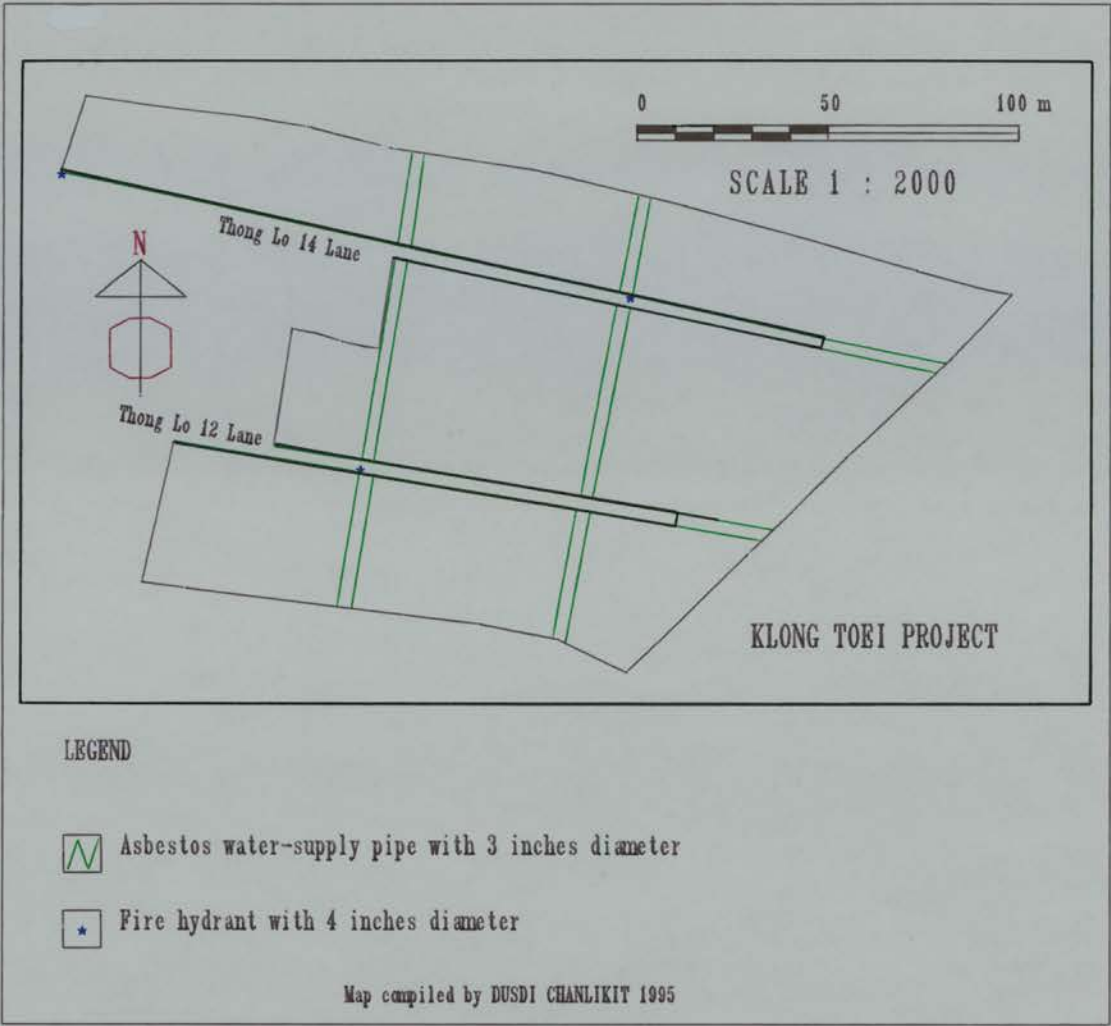 0 50 100 m
SCALE 1 : 2000
Thong Lo 14 Lane
N
Thong Lo 12 Lane
KLONG TOEI PROJECT
LEGEND
Asbestos water-supply pipe with 3 inches diameter
Fire hydrant with 4 inches diameter
Map compiled by DUSDI CHANLIKIT 1995